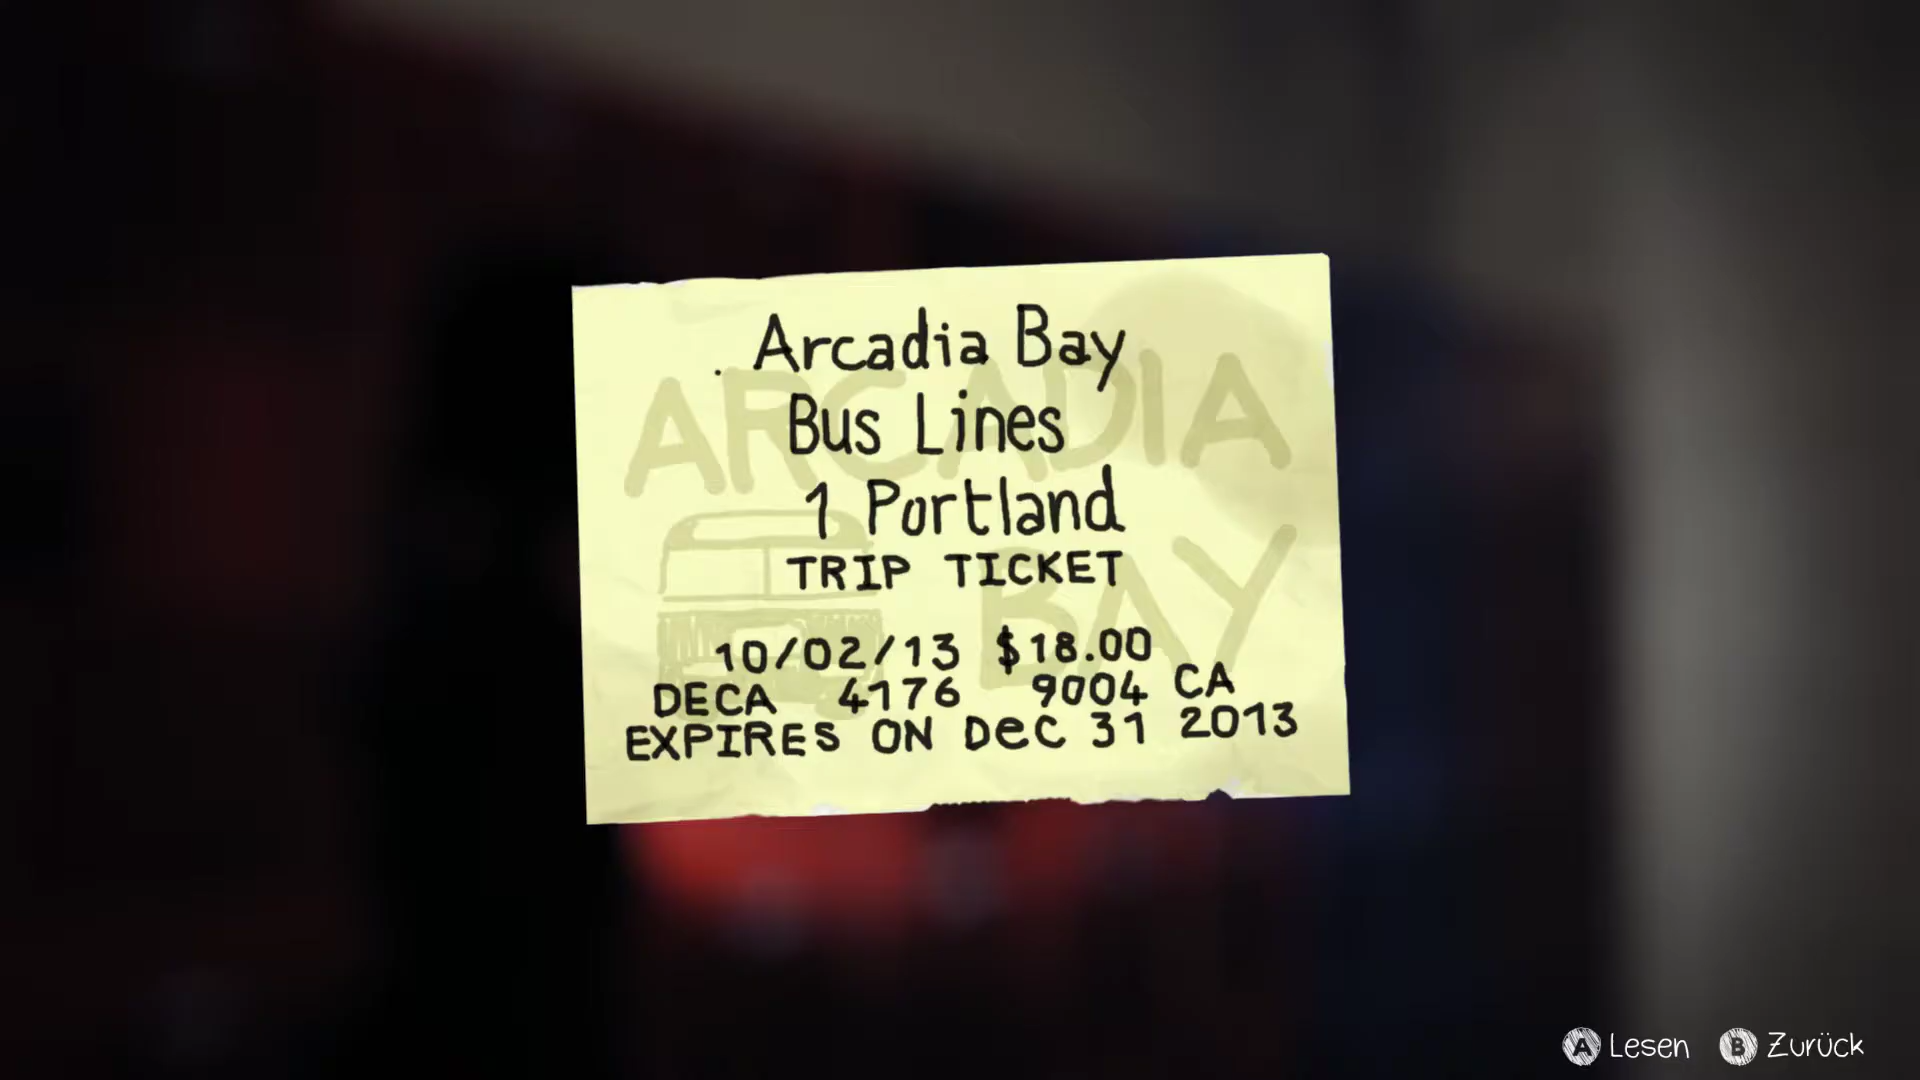 Arcadia Bay
Bus Lines
1 Portland
TRIP TICKET
10/02/13 $18.00
DECA 4176 9004 CA
EXPIRES ON DEC 31 2013
ARCADIA
BAY
A Lesen B Zurück